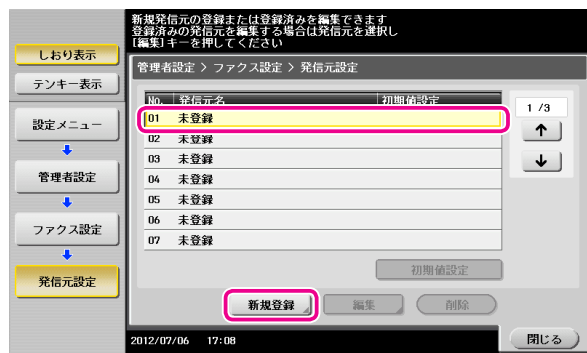 新規発信元の登録または登録済みを編集できます
登録済みの発信元を編集する場合は発信元を選択し
[編集]キーを押してください
しおり表示
テンキー表示
設定メニュー
管理者設定
ファクス設定
発信元設定
管理者設定 > ファクス設定 > 発信元設定
No. 発信元名 初期値設定
01 未登録
02 未登録
03 未登録
04 未登録
05 未登録
06 未登録
07 未登録
1 /3
↑
↓
初期値設定
新規登録 編集 削除
2012/07/06 17:08
閉じる